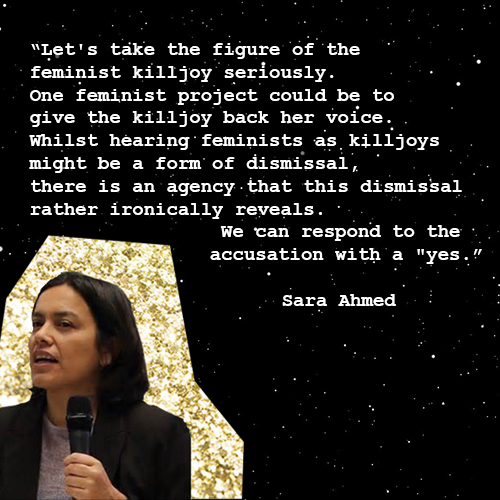 “Let's take the figure of the
feminist killjoy seriously.
One feminist project could be to
give the killjoy back her voice.
Whilst hearing feminists as killjoys
might be a form of dismissal,
there is an agency that this dismissal
rather ironically reveals.
We can respond to the
accusation with a "yes.”
Sara Ahmed